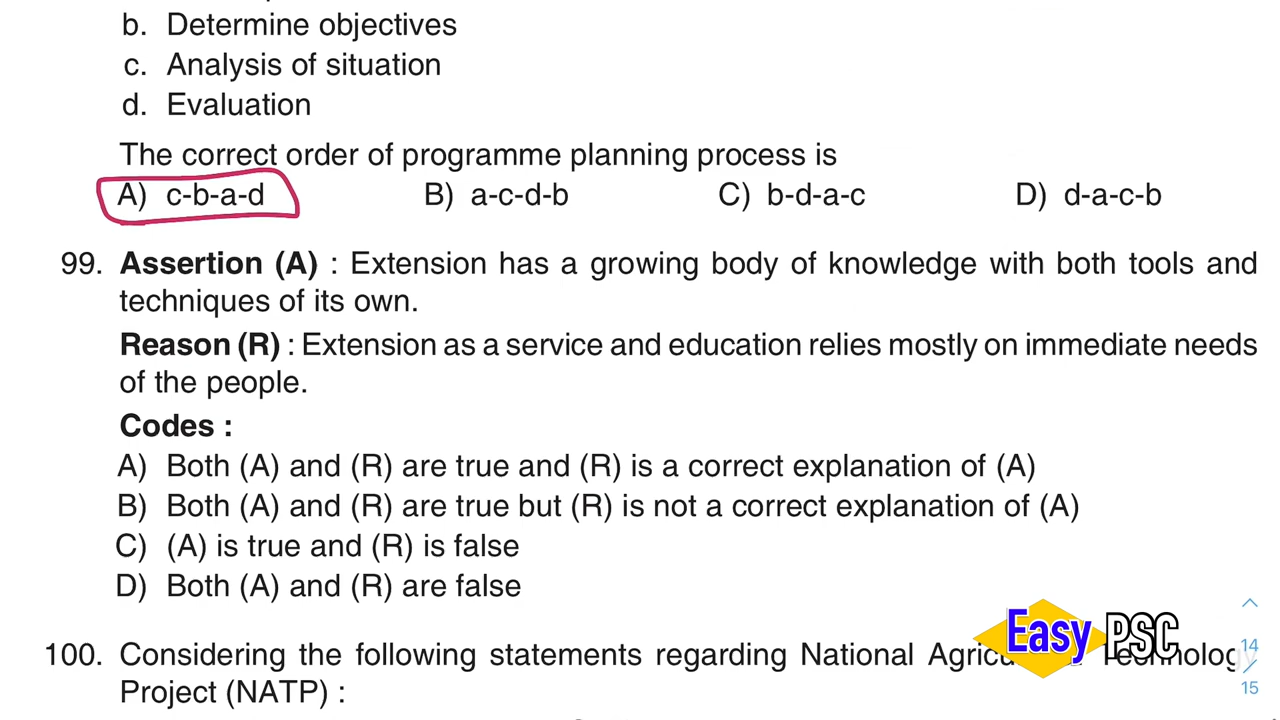 b. Determine objectives
c. Analysis of situation
d. Evaluation
The correct order of programme planning process is
A) c-b-a-d B) a-c-d-b C) b-d-a-c D) d-a-c-b
99. Assertion (A) : Extension has a growing body of knowledge with both tools and
techniques of its own.
Reason (R) : Extension as a service and education relies mostly on immediate needs
of the people.
Codes :
A) Both (A) and (R) are true and (R) is a correct explanation of (A)
B) Both (A) and (R) are true but (R) is not a correct explanation of (A)
C) (A) is true and (R) is false
D) Both (A) and (R) are false
Easy PSC
14
15
100. Considering the following statements regarding National Technology
Project (NATP) :